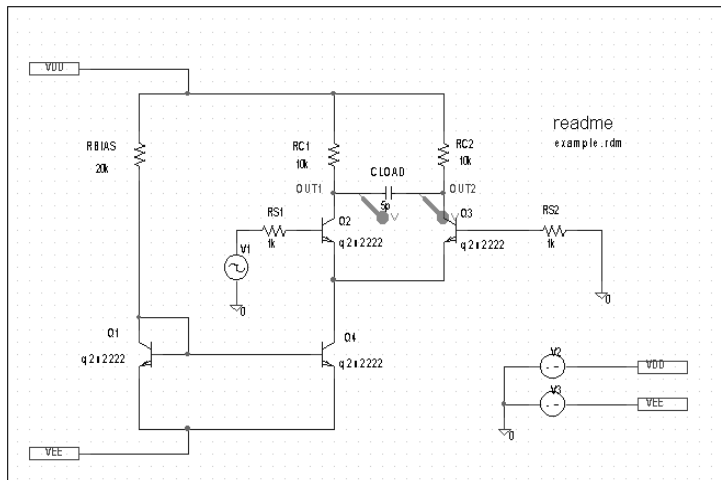 VDD
readme
example.rdm
RBIAS
20k
RC1
10k
RC2
10k
CLOAD
5p
OUT1
OUT2
V
V
RS1
1k
Q2
q2n2222
Q3
q2n2222
RS2
1k
V1
0
0
Q1
q2n2222
Q4
q2n2222
V2
VDD
V3
VEE
0
VEE